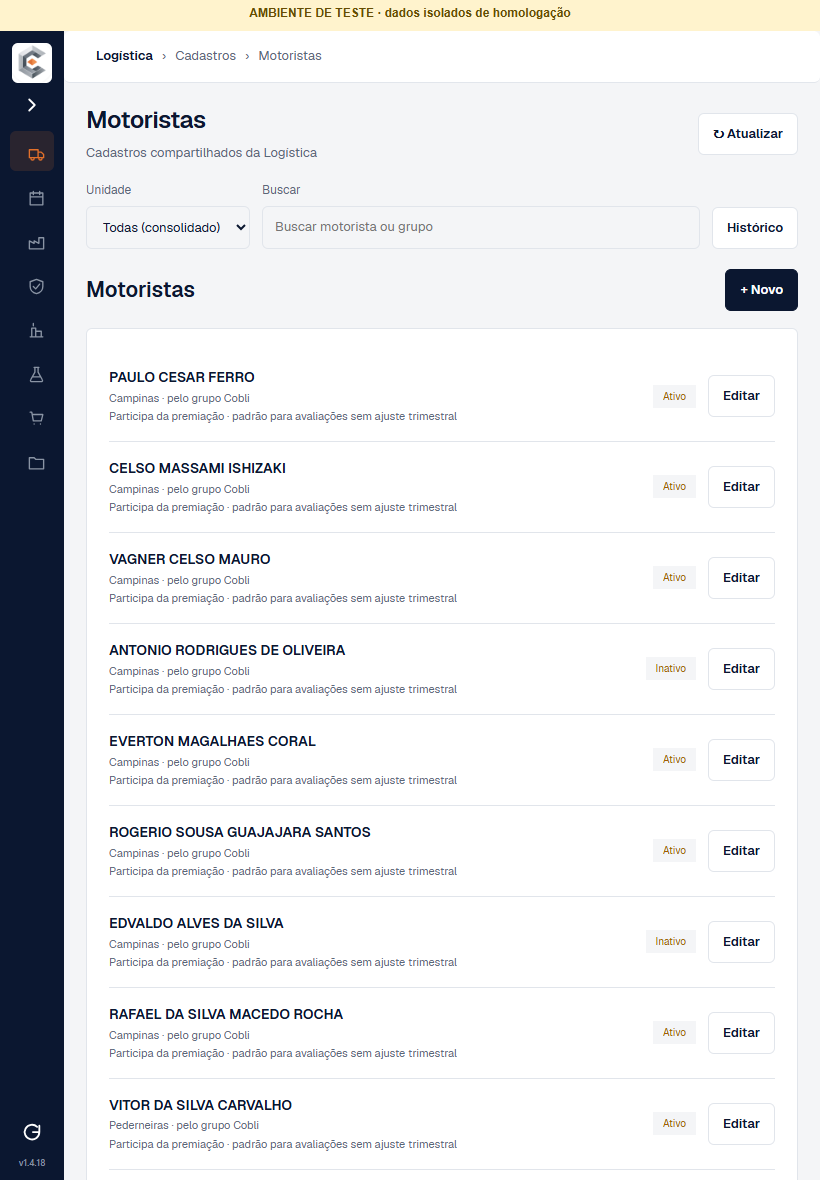 AMBIENTE DE TESTE · dados isolados de homologação
Logística › Cadastros › Motoristas
Motoristas
Cadastros compartilhados da Logística
↻ Atualizar
Unidade
Buscar
Todas (consolidado)
Buscar motorista ou grupo
Histórico
Motoristas
+ Novo
PAULO CESAR FERRO
Campinas · pelo grupo Cobli
Participa da premiação · padrão para avaliações sem ajuste trimestral
Ativo
Editar
CELSO MASSAMI ISHIZAKI
Campinas · pelo grupo Cobli
Participa da premiação · padrão para avaliações sem ajuste trimestral
Ativo
Editar
VAGNER CELSO MAURO
Campinas · pelo grupo Cobli
Participa da premiação · padrão para avaliações sem ajuste trimestral
Ativo
Editar
ANTONIO RODRIGUES DE OLIVEIRA
Campinas · pelo grupo Cobli
Participa da premiação · padrão para avaliações sem ajuste trimestral
Inativo
Editar
EVERTON MAGALHAES CORAL
Campinas · pelo grupo Cobli
Participa da premiação · padrão para avaliações sem ajuste trimestral
Ativo
Editar
ROGERIO SOUSA GUAJAJARA SANTOS
Campinas · pelo grupo Cobli
Participa da premiação · padrão para avaliações sem ajuste trimestral
Ativo
Editar
EDVALDO ALVES DA SILVA
Campinas · pelo grupo Cobli
Participa da premiação · padrão para avaliações sem ajuste trimestral
Inativo
Editar
RAFAEL DA SILVA MACEDO ROCHA
Campinas · pelo grupo Cobli
Participa da premiação · padrão para avaliações sem ajuste trimestral
Ativo
Editar
VITOR DA SILVA CARVALHO
Pederneiras · pelo grupo Cobli
Participa da premiação · padrão para avaliações sem ajuste trimestral
Ativo
Editar
v1.4.18